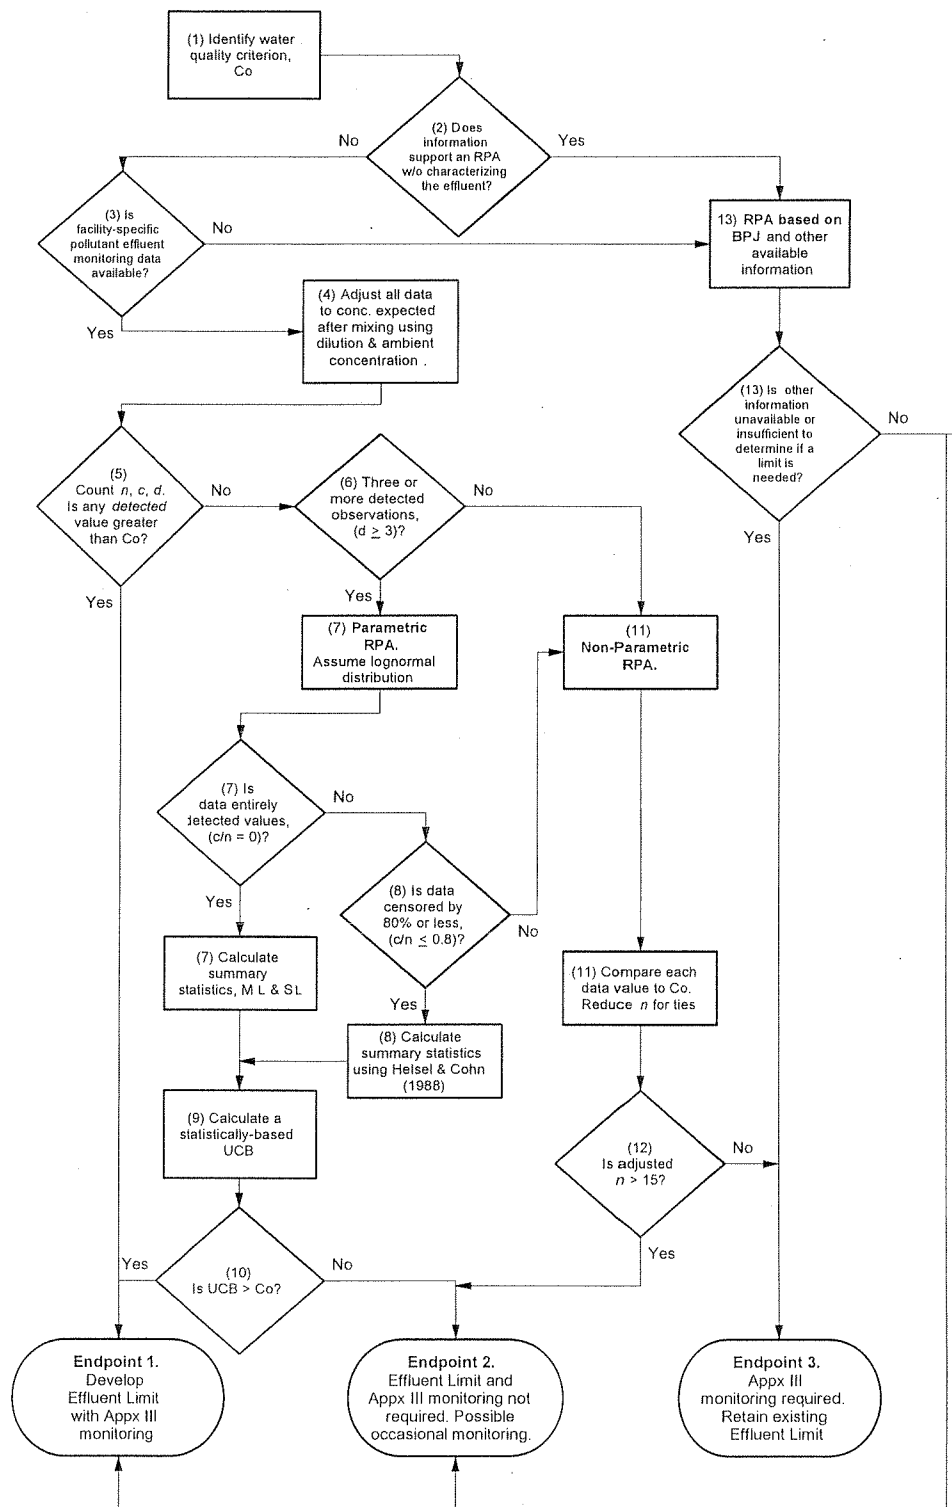 (1) Identify water
quality criterion,
Co
(2) Does
information
support an RPA
w/o characterizing
the effluent?
No
Yes
(3) Is
facility-specific
pollutant effluent
monitoring data
available?
No
Yes
13) RPA based on
BPJ and other
available
information
(4) Adjust all data
to conc. expected
after mixing using
dilution & ambient
concentration .
(13) Is other
information
unavailable or
insufficient to
determine if a
limit is
needed?
No
Yes
(5)
Count n, c, d.
Is any detected
value greater
than Co?
No
Yes
(6) Three or
more detected
observations,
(d ≥ 3)?
No
Yes
(7) Parametric
RPA.
Assume lognormal
distribution
(11)
Non-Parametric
RPA.
(7) Is
data entirely
detected values,
(c/n = 0)?
No
Yes
(8) Is data
censored by
80% or less,
(c/n ≤ 0.8)?
No
Yes
(7) Calculate
summary
statistics, M L & SL
(11) Compare each
data value to Co.
Reduce n for ties
(8) Calculate
summary statistics
using Helsel & Cohn
(1988)
(9) Calculate a
statistically-based
UCB
(12)
Is adjusted
n > 15?
No
Yes
(10)
Is UCB > Co?
Yes
No
Endpoint 1.
Develop
Effluent Limit
with Appx III
monitoring
Endpoint 2.
Effluent Limit and
Appx III monitoring not
required. Possible
occasional monitoring.
Endpoint 3.
Appx III
monitoring required.
Retain existing
Effluent Limit